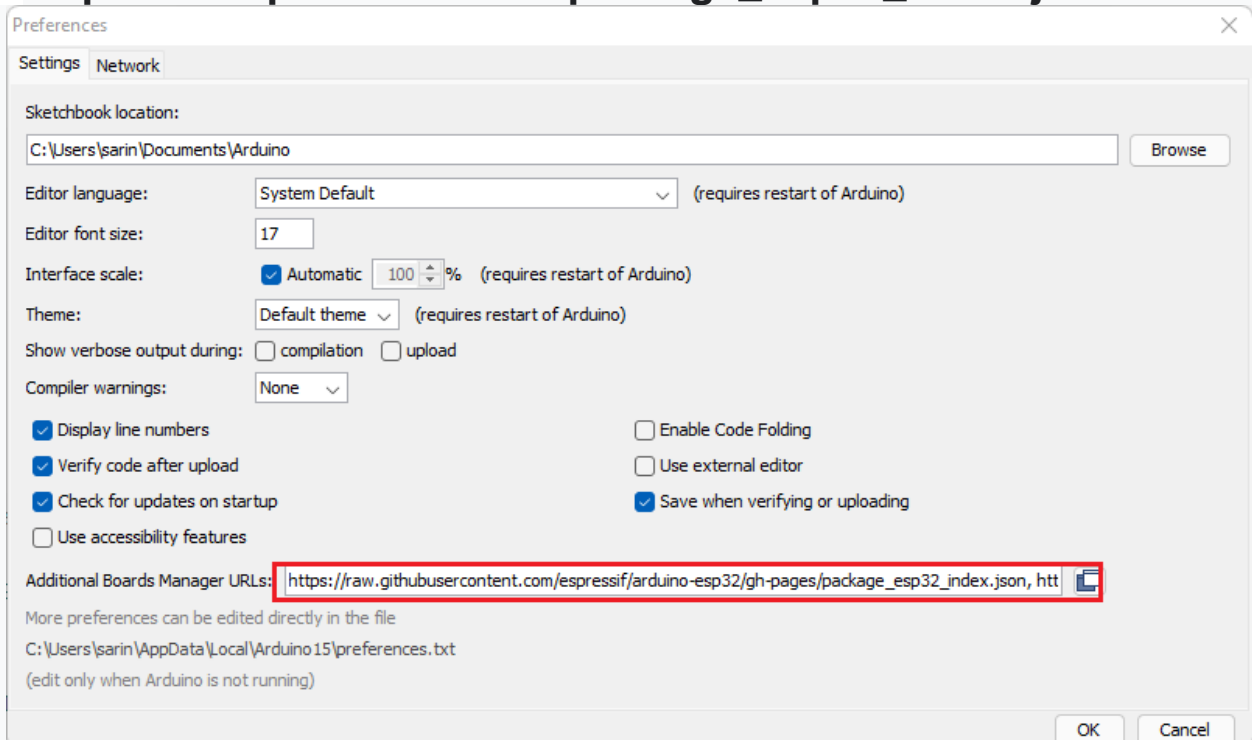 Preferences
Settings Network
Sketchbook location:
C:\Users\sarin\Documents\Arduino Browse
Editor language: System Default (requires restart of Arduino)
Editor font size: 17
Interface scale: Automatic 100 % (requires restart of Arduino)
Theme: Default theme (requires restart of Arduino)
Show verbose output during: compilation upload
Compiler warnings: None
Display line numbers Enable Code Folding
Verify code after upload Use external editor
Check for updates on startup Save when verifying or uploading
Use accessibility features
Additional Boards Manager URLs: https://raw.githubusercontent.com/espressif/arduino-esp32/gh-pages/package_esp32_index.json, htt
More preferences can be edited directly in the file
C:\Users\sarin\AppData\Local\Arduino15\preferences.txt
(edit only when Arduino is not running)
OK Cancel